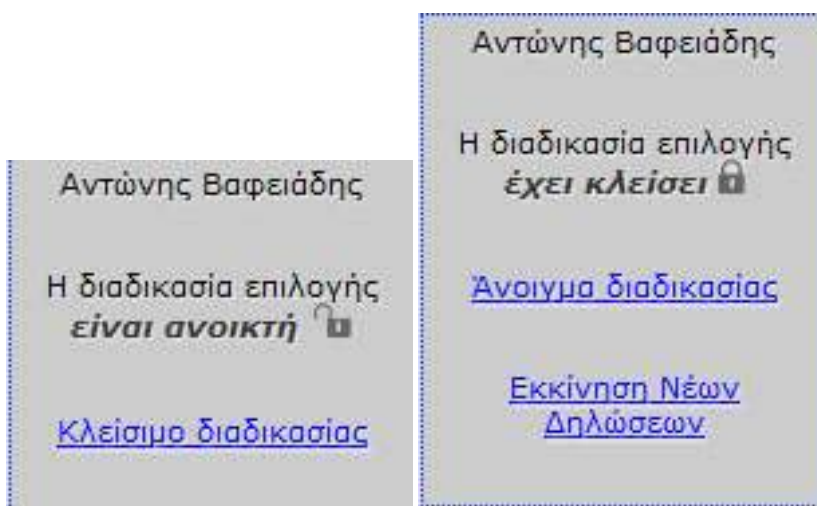 Αντώνης Βαφειάδης
Η διαδικασία επιλογής
είναι ανοικτή
Κλείσιμο διαδικασίας
Αντώνης Βαφειάδης
Η διαδικασία επιλογής
έχει κλείσει
Άνοιγμα διαδικασίας
Εκκίνηση Νέων
Δηλώσεων